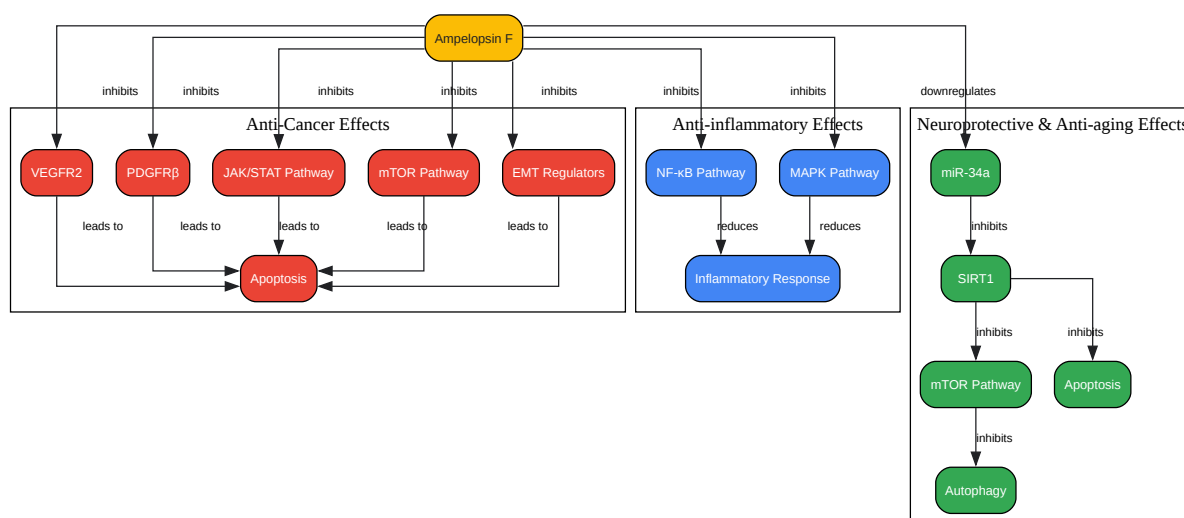 Ampelopsin F
inhibits
inhibits
inhibits
inhibits
inhibits
inhibits
inhibits
downregulates
Anti-Cancer Effects
Anti-inflammatory Effects
Neuroprotective & Anti-aging Effects
VEGFR2
PDGFRβ
JAK/STAT Pathway
mTOR Pathway
EMT Regulators
NF-κB Pathway
MAPK Pathway
miR-34a
leads to
leads to
leads to
leads to
leads to
reduces
reduces
inhibits
Apoptosis
Inflammatory Response
SIRT1
inhibits
inhibits
mTOR Pathway
Apoptosis
inhibits
Autophagy